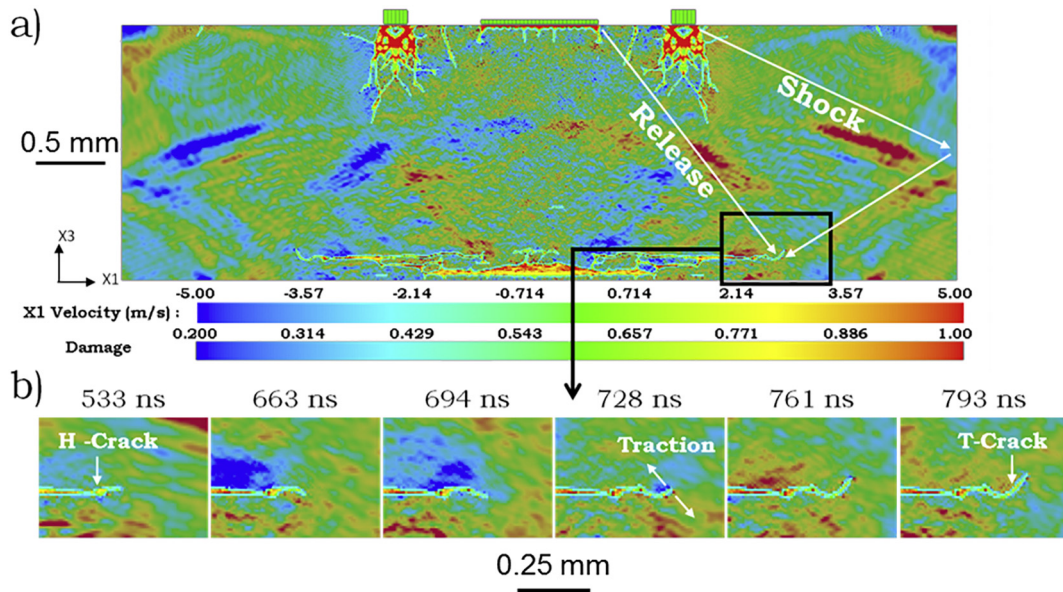 a)
Shock
Release
0.5 mm
X3
X1
-5.00 -3.57 -2.14 -0.714 0.714 2.14 3.57 5.00
X1 Velocity (m/s) :
0.200 0.314 0.429 0.543 0.657 0.771 0.886 1.00
Damage
b)
533 ns 663 ns 694 ns 728 ns 761 ns 793 ns
H -Crack Traction T-Crack
0.25 mm